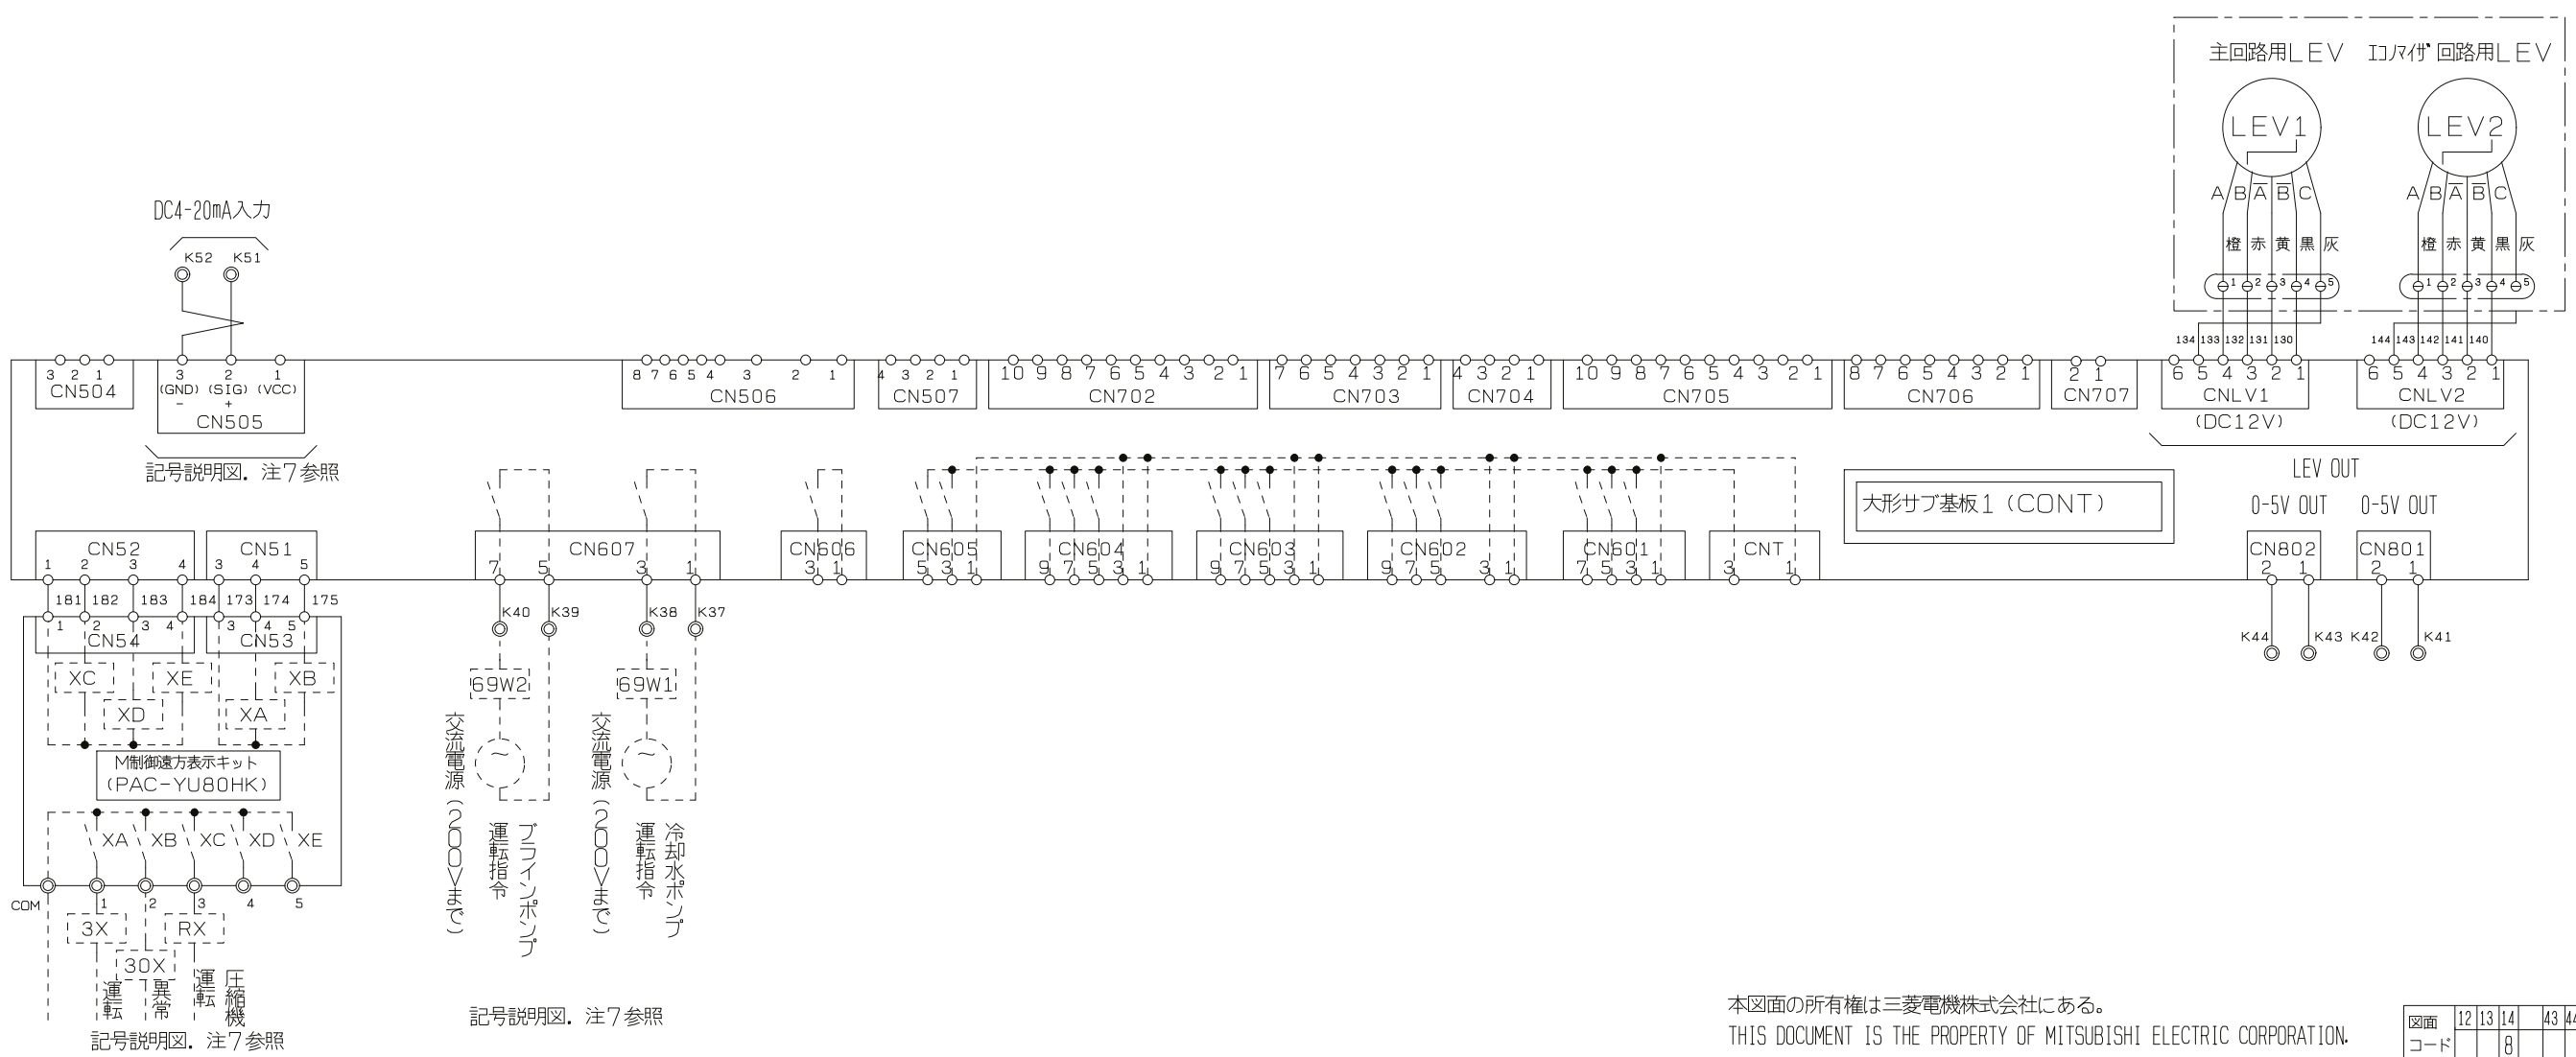 主回路用LEV エコノマイザ回路用LEV
LEV1 LEV2
A B A̅ B̅ C A B A̅ B̅ C
橙 赤 黄 黒 灰 橙 赤 黄 黒 灰
1 2 3 4 5 1 2 3 4 5
134 133 132 131 130 144 143 142 141 140
DC4-20mA入力
K52 K51
3 2 1
CN504
3 2 1
(GND) (SIG) (VCC)
- +
CN505
記号説明図．注7参照
8 7 6 5 4 3 2 1
CN506
4 3 2 1
CN507
10 9 8 7 6 5 4 3 2 1
CN702
7 6 5 4 3 2 1
CN703
4 3 2 1
CN704
10 9 8 7 6 5 4 3 2 1
CN705
8 7 6 5 4 3 2 1
CN706
2 1
CN707
6 5 4 3 2 1
CNLV1
(DC12V)
6 5 4 3 2 1
CNLV2
(DC12V)
LEV OUT
大形サブ基板1（CONT）
0-5V OUT 0-5V OUT
CN52
1 2 3 4
CN51
3 4 5
CN607
7 5 3 1
CN606
3 1
CN605
5 3 1
CN604
9 7 5 3 1
CN603
9 7 5 3 1
CN602
9 7 5 3 1
CN601
7 5 3 1
CNT
3 1
CN802
2 1
CN801
2 1
181 182 183 184 173 174 175
1 2 3 4 3 4 5
CN54 CN53
XC XE XB
XD XA
M制御遠方表示キット
(PAC-YU80HK)
XA XB XC XD XE
COM 1 2 3 4 5
3X RX
30X
運転
異常
圧縮機
運転
記号説明図．注7参照
K40 K39 K38 K37
69W2 69W1
～ ～
交流電源（200Vまで）
ブラインポンプ
運転指令
交流電源（200Vまで）
冷却水ポンプ
運転指令
記号説明図．注7参照
K44 K43 K42 K41
本図面の所有権は三菱電機株式会社にある。
THIS DOCUMENT IS THE PROPERTY OF MITSUBISHI ELECTRIC CORPORATION.
図面 12 13 14 43 44
コード 8